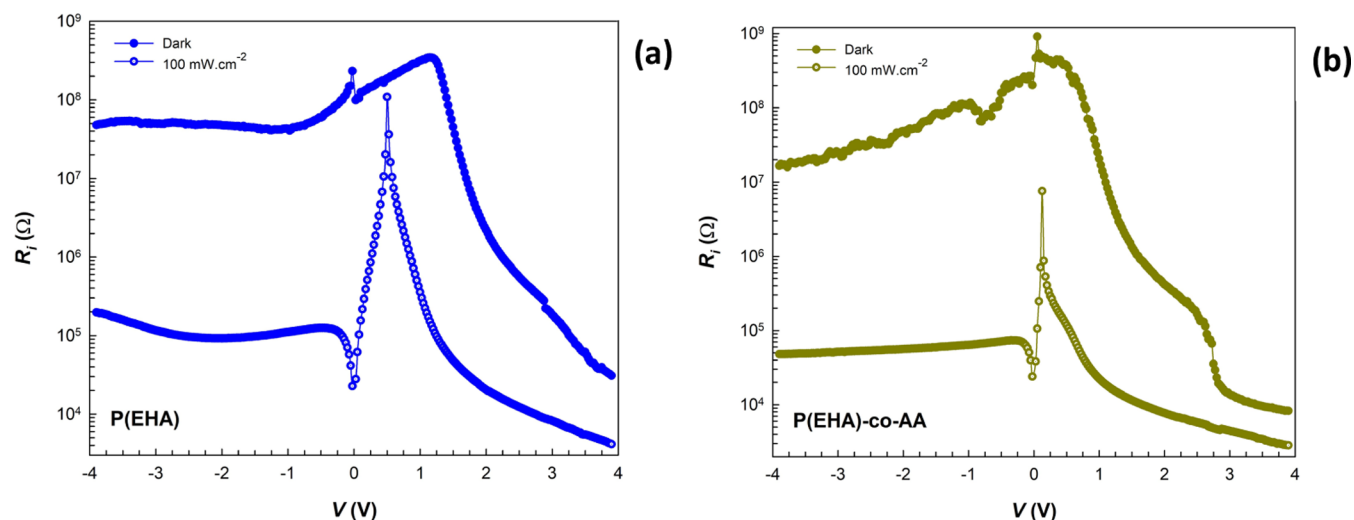 10⁹
10⁸
10⁷
10⁶
10⁵
10⁴
Rᵢ (Ω)
Dark
100 mW.cm⁻²
(a)
P(EHA)
-4 -3 -2 -1 0 1 2 3 4
V (V)
10⁹
10⁸
10⁷
10⁶
10⁵
10⁴
Rᵢ (Ω)
Dark
100 mW.cm⁻²
(b)
P(EHA)-co-AA
-4 -3 -2 -1 0 1 2 3 4
V (V)